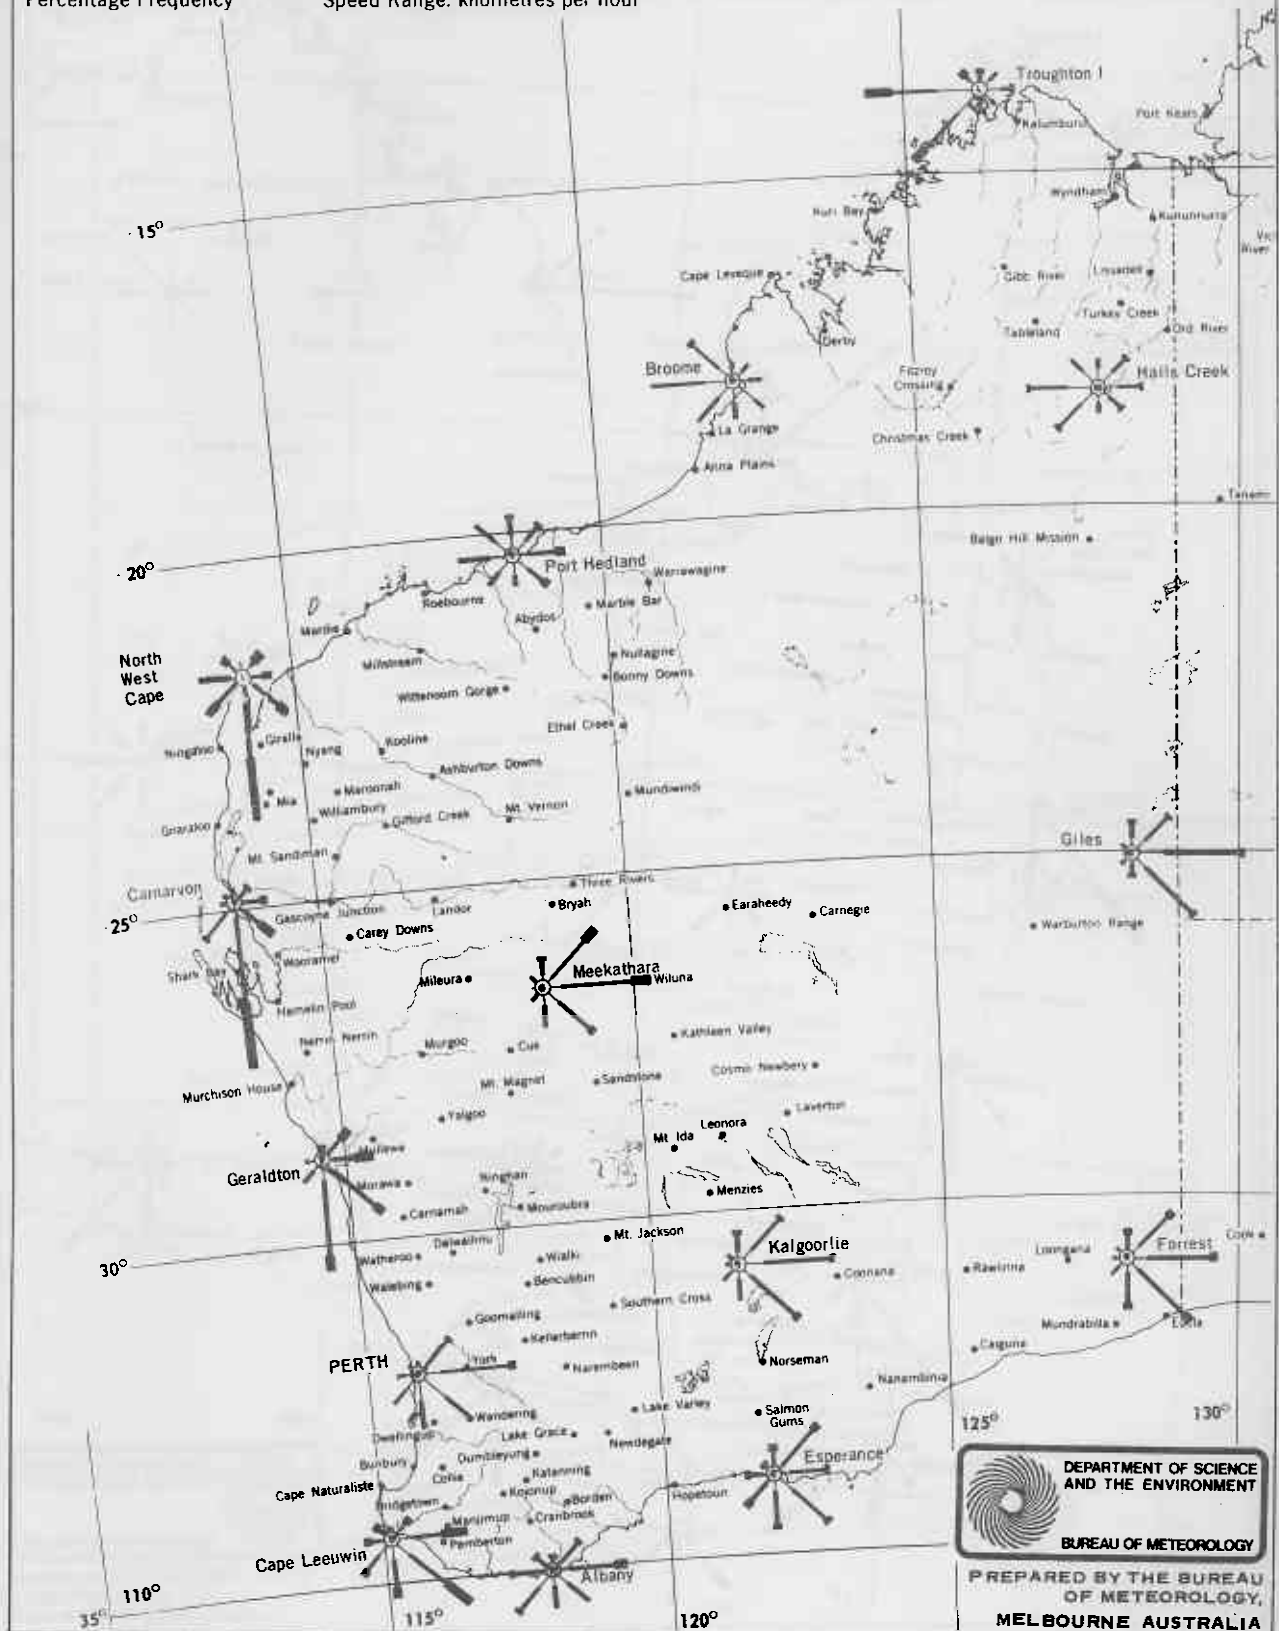 Percentage Frequency Speed Range: kilometres per hour
Troughton I
Kalumburu
Port Keats
Wyndham
Kununurra
Kuri Bay
·15°
River
Cape Leveque
Gibb River
Lissadell
Turkey Creek
Tableland
Ord River
Derby
Broome
Fitzroy
Crossing
Halls Creek
La Grange
Christmas Creek
Anna Plains
Tanami
Balgo Hill Mission
·20°
Port Hedland
Warrawagine
Roebourne
Marble Bar
Abydos
Mardie
North
West
Cape
Millstream
Nullagine
Bonny Downs
Wittenoom Gorge
Ethel Creek
Ningaloo
Giralia
Nyang
Kooline
Ashburton Downs
Mia
Maroonah
Mundiwindi
Williambury
Gifford Creek
Mt. Vernon
Gnaraloo
Mt. Sandiman
Giles
Carnarvon
Three Rivers
·25°
Gascoyne Junction
Landor
Bryah
Earaheedy
Carnegie
Carey Downs
Warburton Range
Wooramel
Shark Bay
Mileura
Meekathara
Wiluna
Hamelin Pool
Nerrin Nerrin
Murgoo
Cue
Kathleen Valley
Cosmo Newbery
Murchison House
Mt. Magnet
Sandstone
Yalgoo
Laverton
Leonora
Mt Ida
Mullewa
Geraldton
Morawa
Ninghan
Menzies
Carnamah
Mouroubra
Mt. Jackson
Dalwallinu
Watheroo
30°
Wialki
Kalgoorlie
Loongana
Forrest
Cook
Walebing
Bencubbin
Coonana
Rawlinna
Southern Cross
Goomalling
Kellerberrin
Mundrabilla
Eucla
PERTH
York
Narembeen
Norseman
Caiguna
Nanambinia
Wandering
Lake Varley
Salmon
Gums
125°
130°
Dwellingup
Lake Grace
Newdegate
Bunbury
Dumbleyung
Esperance
Collie
Katanning
Cape Naturaliste
Kojonup
Hopetoun
Bridgetown
Borden
Manjimup
Cranbrook
Pemberton
Cape Leeuwin
Albany
110°
35°
115°
120°
DEPARTMENT OF SCIENCE
AND THE ENVIRONMENT
BUREAU OF METEOROLOGY
PREPARED BY THE BUREAU
OF METEOROLOGY,
MELBOURNE AUSTRALIA